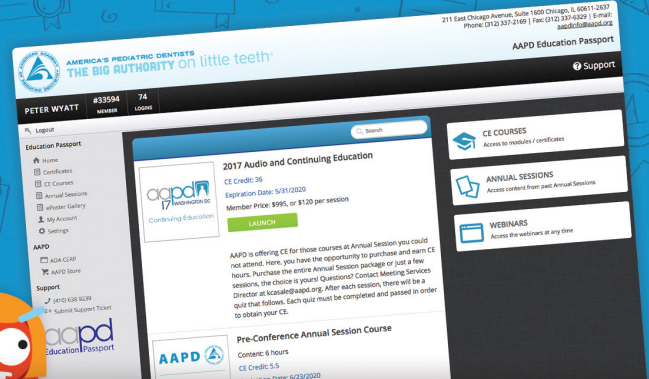 211 East Chicago Avenue, Suite 1600 Chicago, IL 60611-2637
Phone: (312) 337-2169 | Fax: (312) 337-6329 | E-mail:
aapdinfo@aapd.org
AMERICA'S PEDIATRIC DENTISTS
THE BIG AUTHORITY on little teeth
AAPD Education Passport
PETER WYATT
#33594
MEMBER
74
LOGINS
Support
Logout
Education Passport
Home
Certificates
CE Courses
Annual Sessions
ePoster Gallery
My Account
Settings
AAPD
ADA CERP
AAPD Store
Support
(410) 638 9239
Submit Support Ticket
aapd
Education Passport
Search
aapd
17 WASHINGTON DC
Continuing Education
2017 Audio and Continuing Education
CE Credit: 36
Expiration Date: 5/31/2020
Member Price: $995, or $120 per session
LAUNCH
AAPD is offering CE for those courses at Annual Session you could
not attend. Here, you have the opportunity to purchase and earn CE
hours. Purchase the entire Annual Session package or just a few
sessions, the choice is yours! Questions? Contact Meeting Services
Director at kcasale@aapd.org. After each session, there will be a
quiz that follows. Each quiz must be completed and passed in order
to obtain your CE.
AAPD
Pre-Conference Annual Session Course
Content: 6 hours
CE Credit: 5.5
Date: 6/23/2020
CE COURSES
Access to modules / certificates
ANNUAL SESSIONS
Access content from past Annual Sessions
WEBINARS
Access the webinars at any time